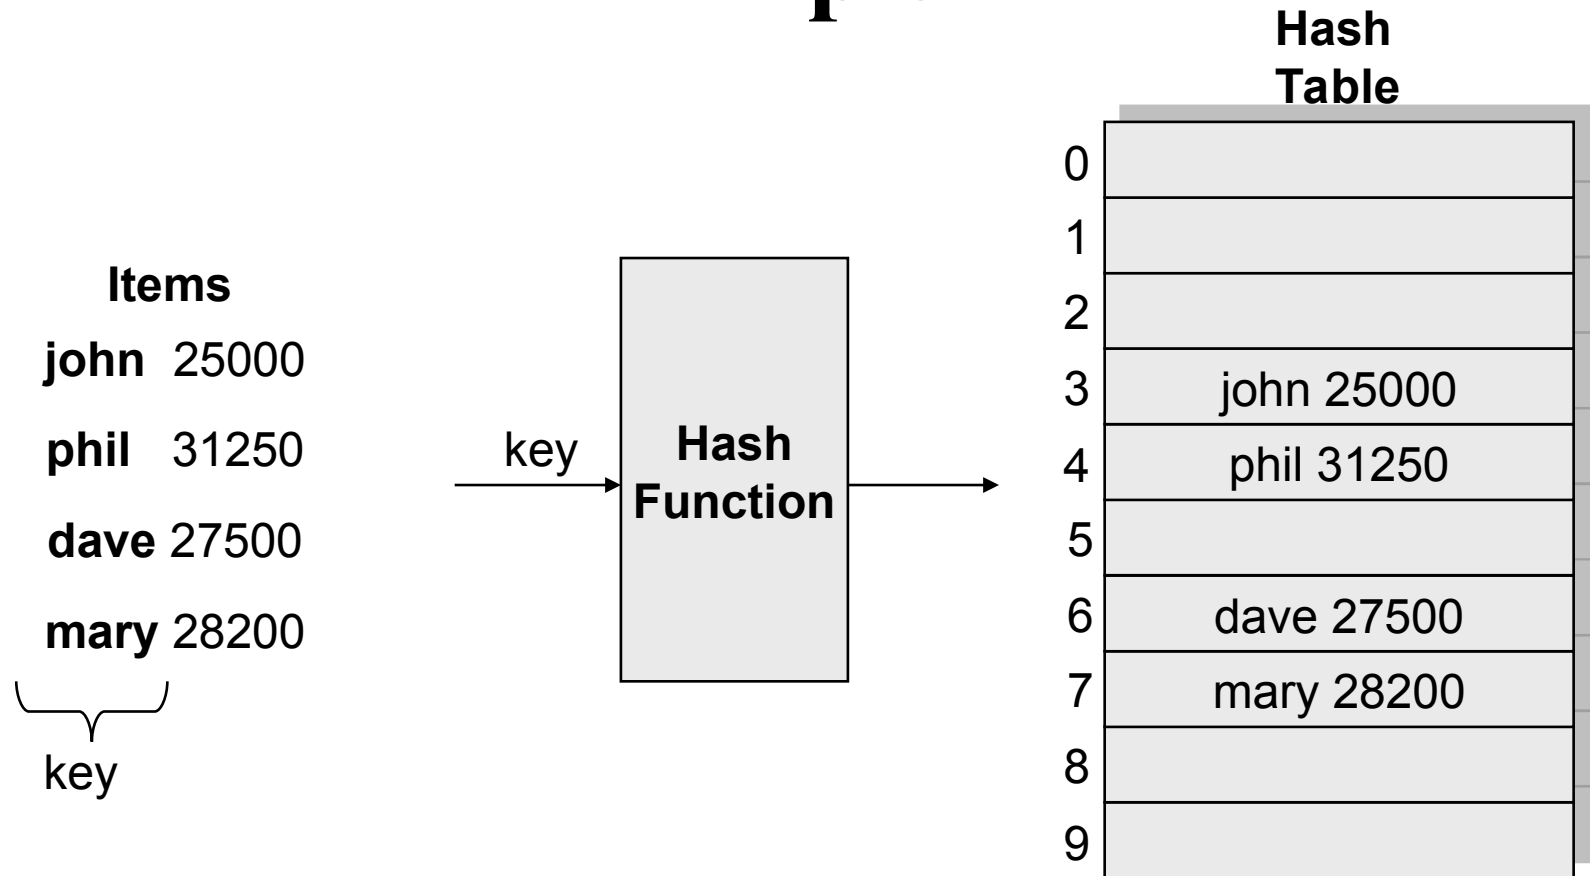 Hash
Table
Items
john 25000
phil 31250
dave 27500
mary 28200
key
key
Hash
Function
0
1
2
3 john 25000
4 phil 31250
5
6 dave 27500
7 mary 28200
8
9